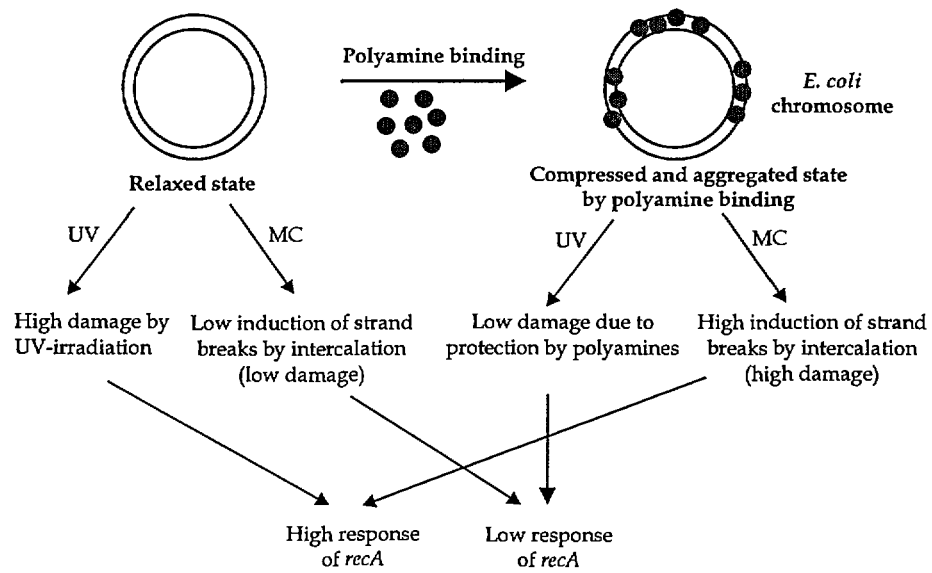 Polyamine binding
E. coli
chromosome
Relaxed state
Compressed and aggregated state
by polyamine binding
UV
MC
UV
MC
High damage by
UV-irradiation
Low induction of strand
breaks by intercalation
(low damage)
Low damage due to
protection by polyamines
High induction of strand
breaks by intercalation
(high damage)
High response
of recA
Low response
of recA